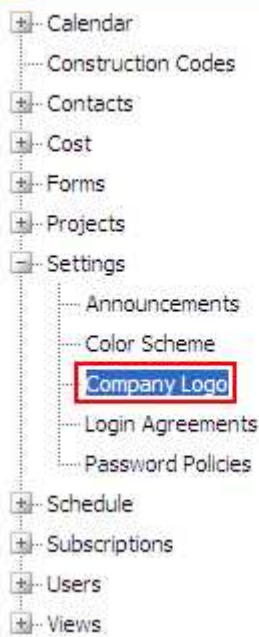 Calendar
Construction Codes
Contacts
Cost
Forms
Projects
Settings
Announcements
Color Scheme
Company Logo
Login Agreements
Password Policies
Schedule
Subscriptions
Users
Views